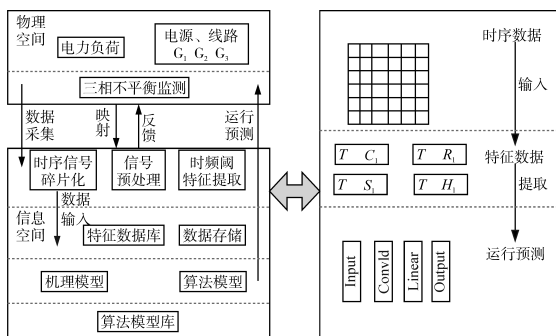 物理
空间
电力负荷
电源、线路
G₁ G₂ G₃
三相不平衡监测
数据
采集
映
射
反
馈
运行
预测
时序信号
碎片化
信号
预处理
时频阈
特征提取
数据
输入
信息
空间
特征数据库
数据存储
机理模型
算法模型
算法模型库
时序数据
输入
T C₁
T R₁
T S₁
T H₁
特征数据
提取
运行预测
Input
Convld
Linear
Output